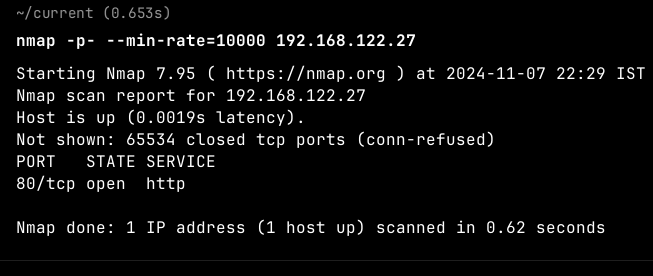 ~/current (0.653s)
nmap -p- --min-rate=10000 192.168.122.27
Starting Nmap 7.95 ( https://nmap.org ) at 2024-11-07 22:29 IST
Nmap scan report for 192.168.122.27
Host is up (0.0019s latency).
Not shown: 65534 closed tcp ports (conn-refused)
PORT   STATE SERVICE
80/tcp open  http
Nmap done: 1 IP address (1 host up) scanned in 0.62 seconds